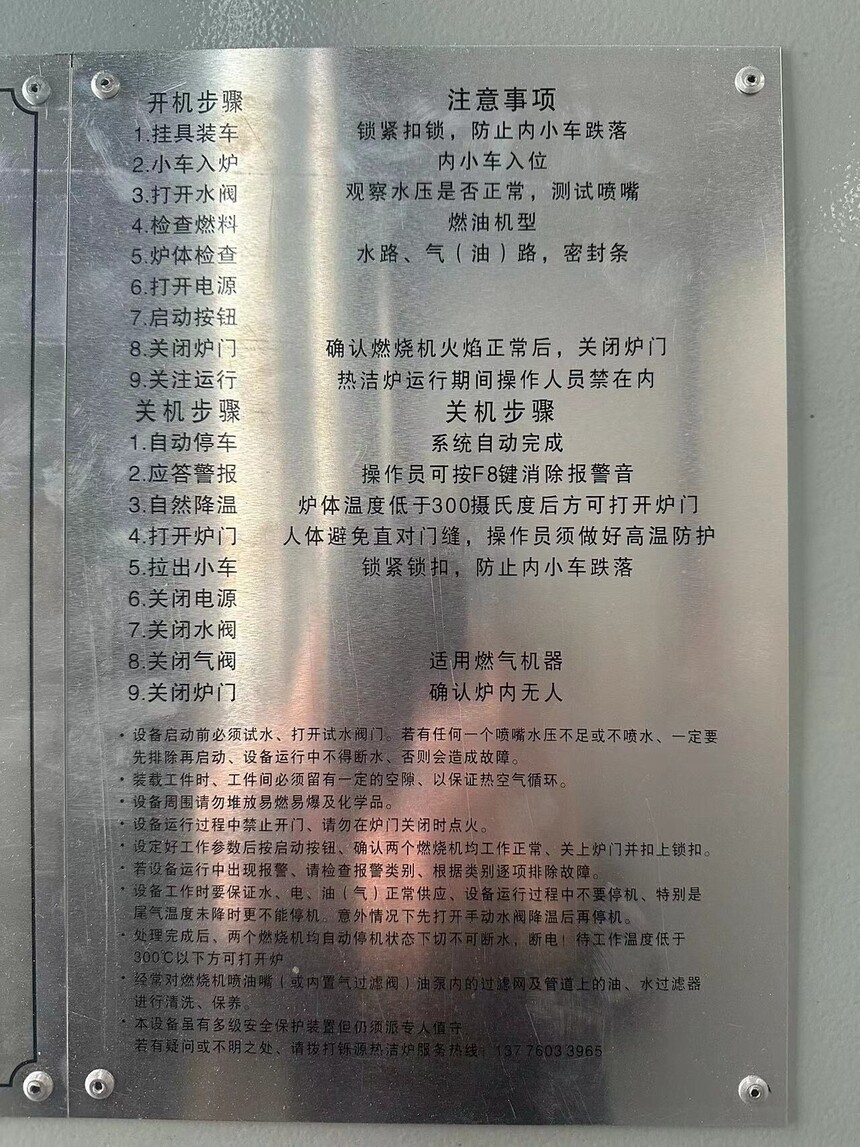 开机步骤 注意事项
1.挂具装车 锁紧扣锁，防止内小车跌落
2.小车入炉 内小车入位
3.打开水阀 观察水压是否正常，测试喷嘴
4.检查燃料 燃油机型
5.炉体检查 水路、气（油）路，密封条
6.打开电源
7.启动按钮
8.关闭炉门 确认燃烧机火焰正常后，关闭炉门
9.关注运行 热洁炉运行期间操作人员禁在内
关机步骤 关机步骤
1.自动停车 系统自动完成
2.应答警报 操作员可按F8键消除报警音
3.自然降温 炉体温度低于300摄氏度后方可打开炉门
4.打开炉门 人体避免直对门缝，操作员须做好高温防护
5.拉出小车 锁紧锁扣，防止内小车跌落
6.关闭电源
7.关闭水阀
8.关闭气阀 适用燃气机器
9.关闭炉门 确认炉内无人
·设备启动前必须试水、打开试水阀门。若有任何一个喷嘴水压不足或不喷水、一定要
先排除再启动、设备运行中不得断水、否则会造成故障。
·装载工件时、工件间必须留有一定的空隙、以保证热空气循环。
·设备周围请勿堆放易燃易爆及化学品。
·设备运行过程中禁止开门、请勿在炉门关闭时点火。
·设定好工作参数后按启动按钮、确认两个燃烧机均工作正常、关上炉门并扣上锁扣。
·若设备运行中出现报警、请检查报警类别、根据类别逐项排除故障。
·设备工作时要保证水、电、油（气）正常供应、设备运行过程中不要停机、特别是
尾气温度未降时更不能停机。意外情况下先打开手动水阀降温后再停机。
·处理完成后、两个燃烧机均自动停机状态下切不可断水，断电！待工作温度低于
300℃以下方可打开炉
·经常对燃烧机喷油嘴（或内置气过滤阀）油泵内的过滤网及管道上的油、水过滤器
进行清洗、保养。
·本设备虽有多级安全保护装置但仍须派专人值守
若有疑问或不明之处、请拨打铄源热洁炉服务热线：137 7603 3965